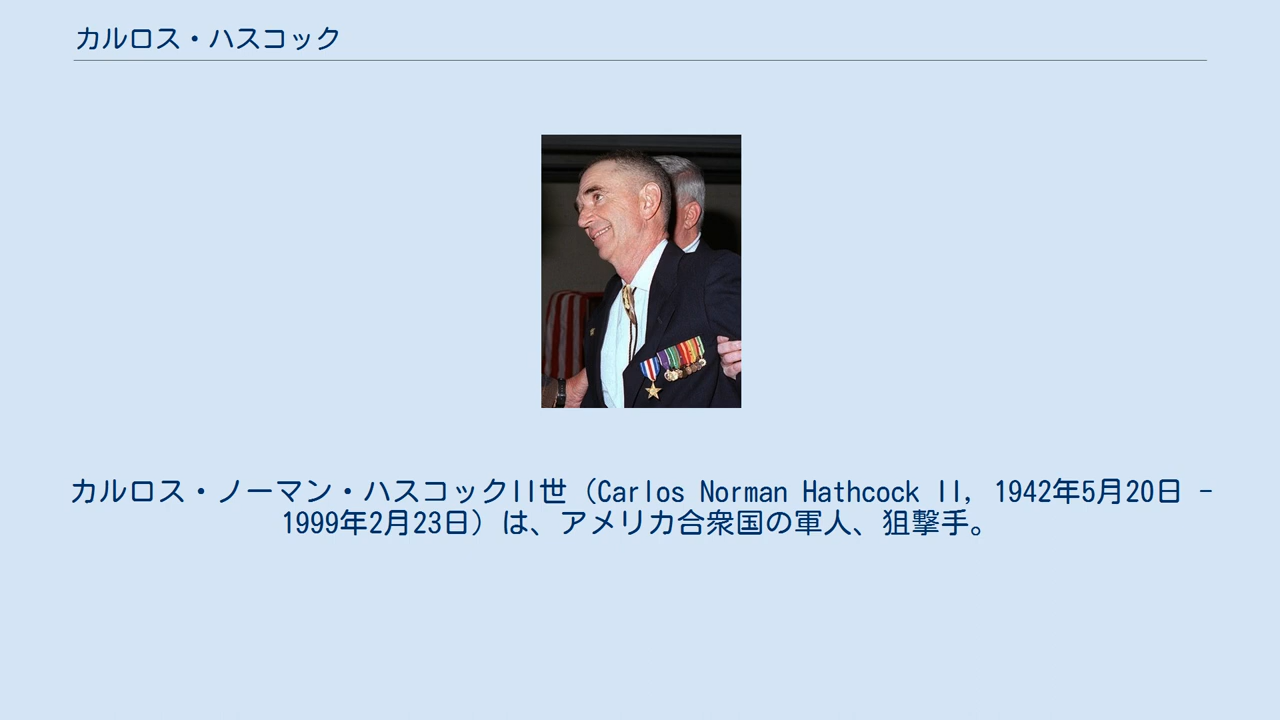 カルロス・ハスコック
カルロス・ノーマン・ハスコックII世（Carlos Norman Hathcock II, 1942年5月20日 -
1999年2月23日）は、アメリカ合衆国の軍人、狙撃手。